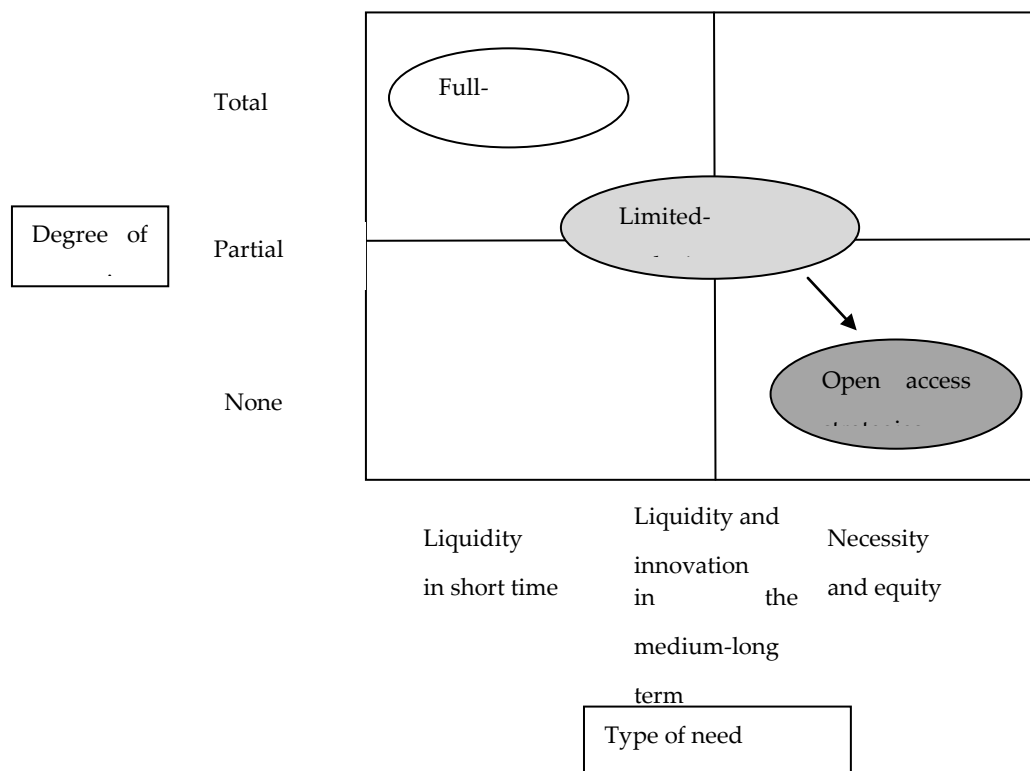 Full-
Total
Limited-
Degree of
Partial
Open access
None
Liquidity
in short time
Liquidity and
innovation
in the
medium-long
term
Necessity
and equity
Type of need